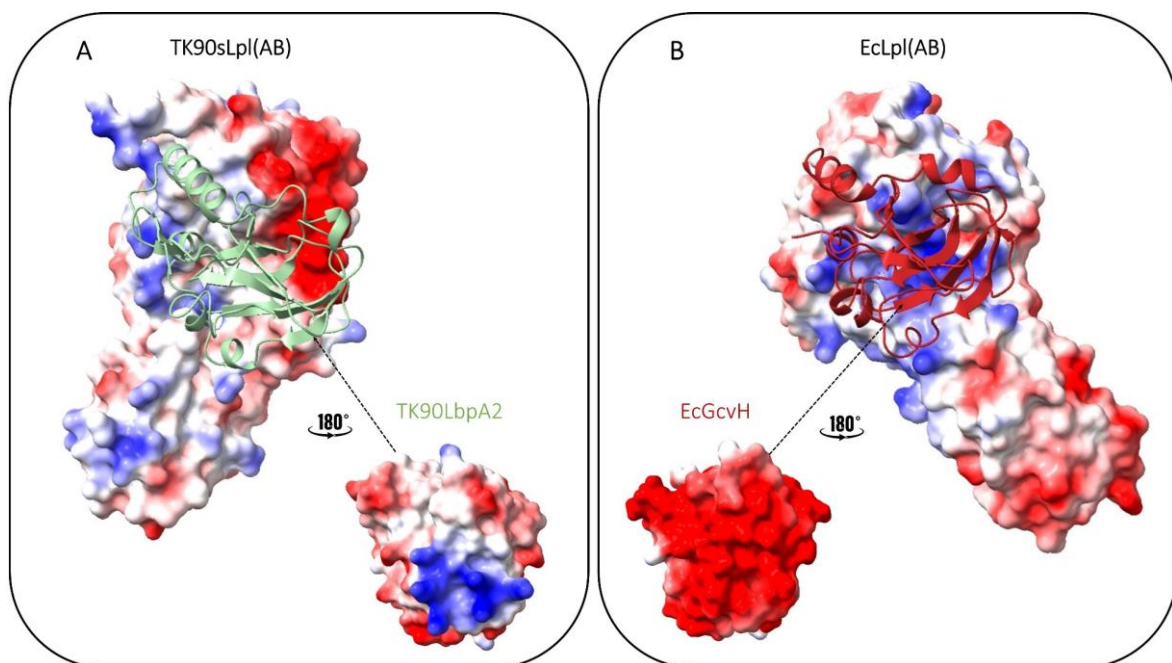 A
TK90sLpl(AB)
TK90LbpA2
180°
B
EcLpl(AB)
EcGcvH
180°